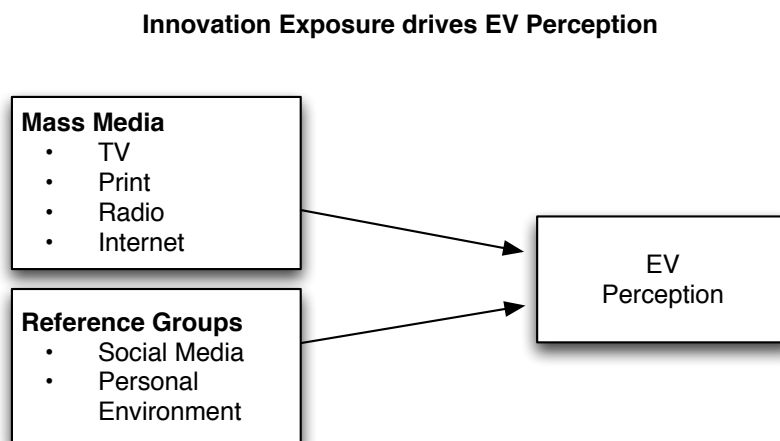 Innovation Exposure drives EV Perception
Mass Media
• TV
• Print
• Radio
• Internet
Reference Groups
• Social Media
• Personal
Environment
EV
Perception